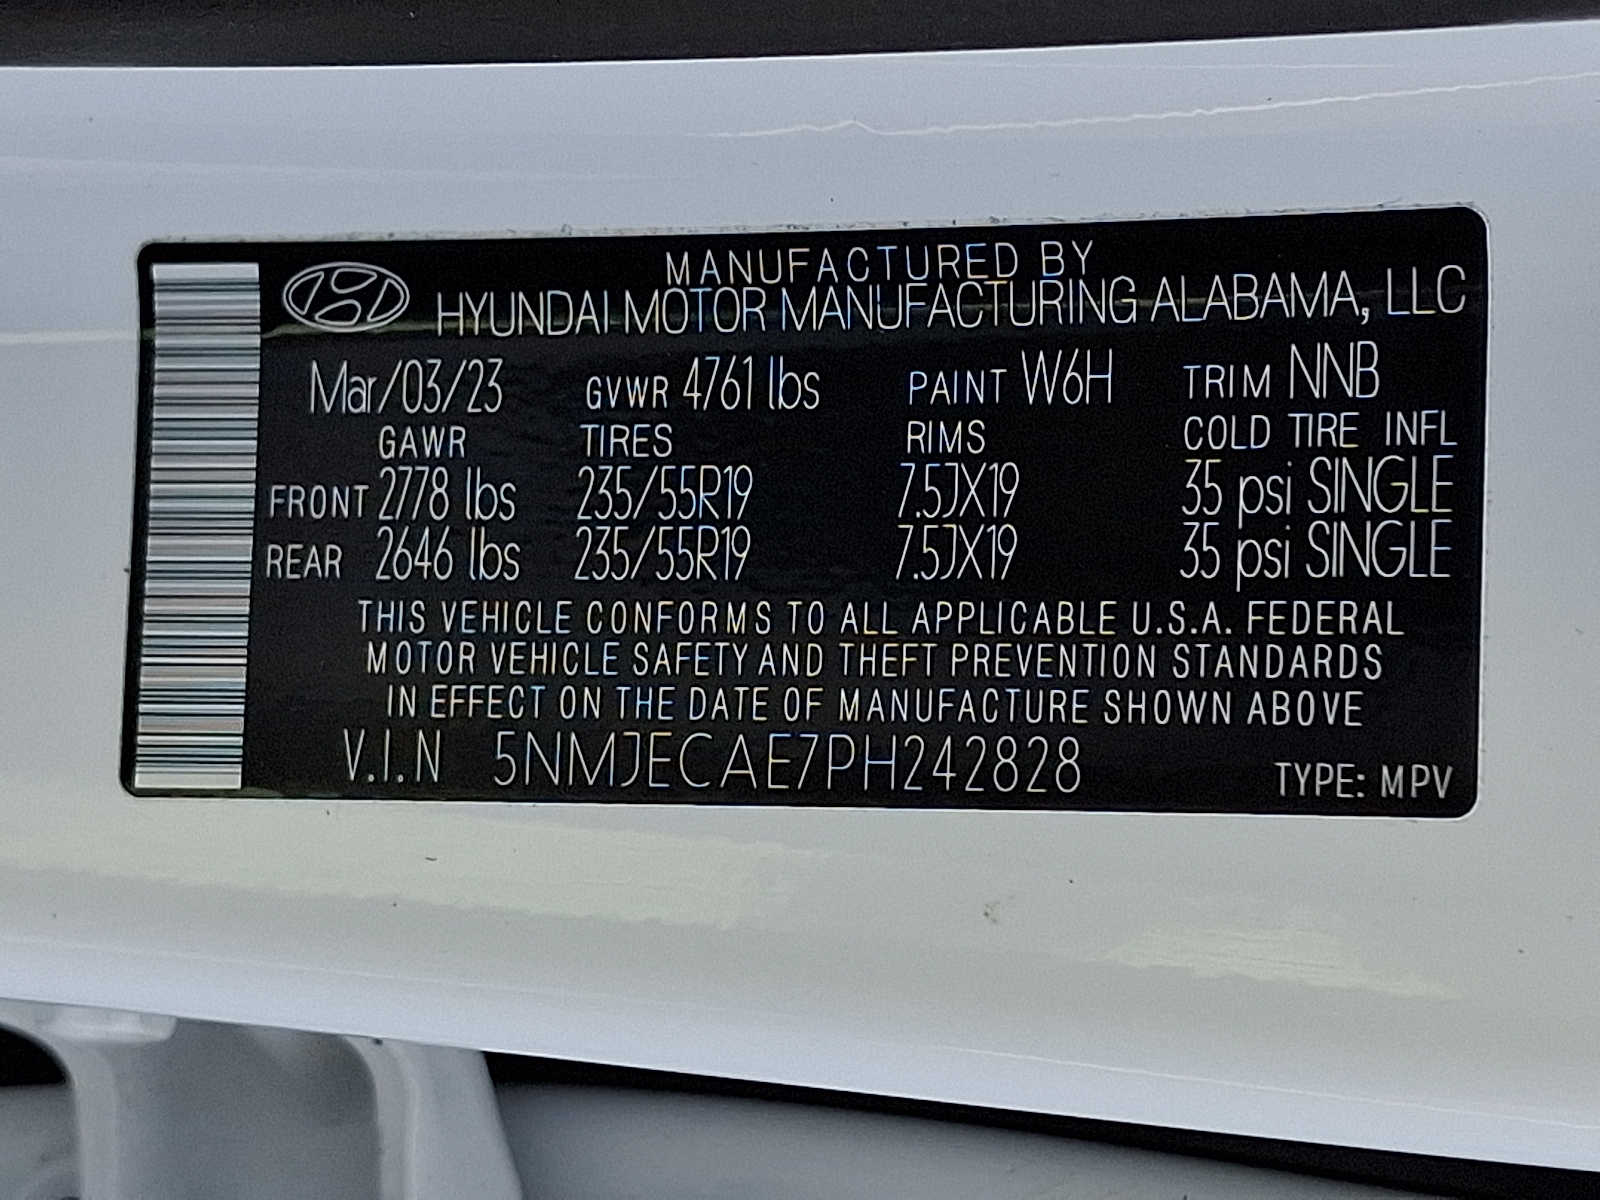 MANUFACTURED BY
HYUNDAI MOTOR MANUFACTURING ALABAMA, LLC
Mar/03/23 GVWR 4761 lbs PAINT W6H TRIM NNB
GAWR TIRES RIMS COLD TIRE INFL
FRONT 2778 lbs 235/55R19 7.5JX19 35 psi SINGLE
REAR 2646 lbs 235/55R19 7.5JX19 35 psi SINGLE
THIS VEHICLE CONFORMS TO ALL APPLICABLE U.S.A. FEDERAL
MOTOR VEHICLE SAFETY AND THEFT PREVENTION STANDARDS
IN EFFECT ON THE DATE OF MANUFACTURE SHOWN ABOVE
V.I.N 5NMJECAE7PH242828 TYPE: MPV